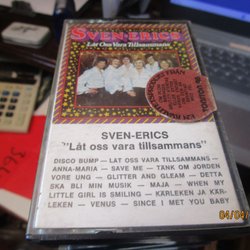 SVEN-ERICS
Låt Oss Vara Tillsammans
SVEN-ERICS
"Låt oss vara tillsammans"
DISCO BUMP — LÅT OSS VARA TILLSAMMANS —
ANNA-MARIA — SAVE ME — TÄNK OM JORDEN
VORE UNG — GLITTER AND GLEAM — DETTA
SKA BLI MIN MUSIK — MAJA — WHEN MY
LITTLE GIRL IS SMILING — KÄRLEKEN JA KÄR-
LEKEN — VENUS — SINCE I MET YOU BABY